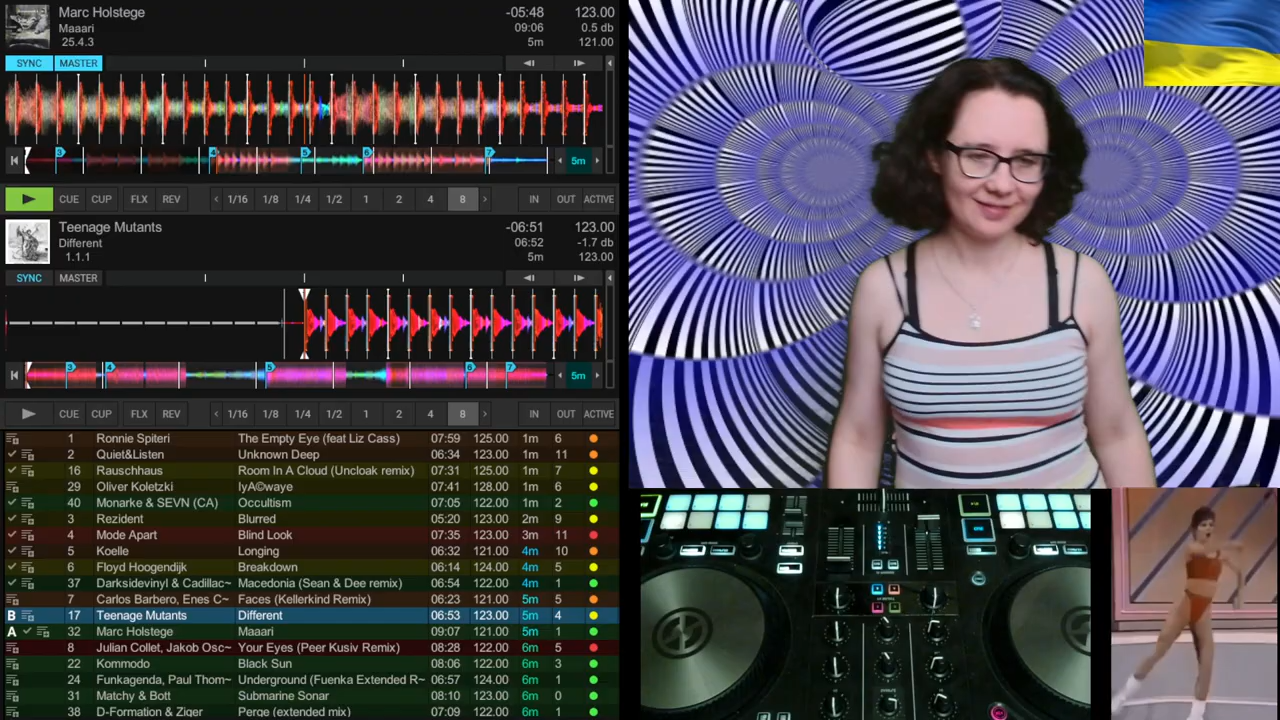 Marc Holstege -05:48 123.00
Maaari 09:06 0.5 db
25.4.3 5m 121.00
SYNC MASTER
3 4 5 6 7 5m
CUE CUP FLX REV 1/16 1/8 1/4 1/2 1 2 4 8 IN OUT ACTIVE
Teenage Mutants -06:51 123.00
Different 06:52 -1.7 db
1.1.1 5m 123.00
SYNC MASTER
3 4 5 6 7 5m
CUE CUP FLX REV 1/16 1/8 1/4 1/2 1 2 4 8 IN OUT ACTIVE
1 Ronnie Spiteri The Empty Eye (feat Liz Cass) 07:59 125.00 1m 6
2 Quiet&Listen Unknown Deep 06:34 123.00 1m 11
16 Rauschhaus Room In A Cloud (Uncloak remix) 07:31 125.00 1m 7
29 Oliver Koletzki IyA©waye 07:41 128.00 1m 6
40 Monarke & SEVN (CA) Occultism 07:05 122.00 1m 2
3 Rezident Blurred 05:20 123.00 2m 9
4 Mode Apart Blind Look 07:35 123.00 3m 11
5 Koelle Longing 06:32 121.00 4m 10
6 Floyd Hoogendijk Breakdown 06:14 124.00 4m 5
37 Darksidevinyl & Cadillac~ Macedonia (Sean & Dee remix) 06:54 122.00 4m 1
7 Carlos Barbero, Enes C~ Faces (Kellerkind Remix) 06:23 121.00 5m 5
B 17 Teenage Mutants Different 06:53 123.00 5m 4
A 32 Marc Holstege Maaari 09:07 121.00 5m 1
8 Julian Collet, Jakob Osc~ Your Eyes (Peer Kusiv Remix) 08:28 122.00 6m 5
22 Kommodo Black Sun 08:06 122.00 6m 3
24 Funkagenda, Paul Thom~ Underground (Fuenka Extended R~ 06:57 124.00 6m 1
31 Matchy & Bott Submarine Sonar 08:10 123.00 6m 0
38 D-Formation & Ziger Perge (extended mix) 07:09 122.00 6m 1